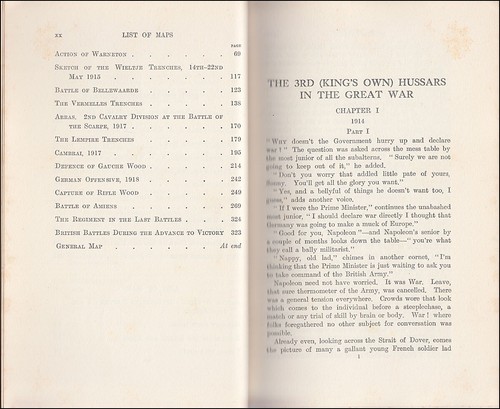 xx LIST OF MAPS
PAGE
Action of Warneton . . . . . . 69
Sketch of the Wieltje Trenches, 14th-22nd
May 1915 . . . . . . . 117
Battle of Bellewaarde . . . . . 123
The Vermelles Trenches . . . . . 138
Arras, 2nd Cavalry Division at the Battle of
the Scarpe, 1917 . . . . . . 170
The Lempire Trenches . . . . . 179
Cambrai, 1917 . . . . . . . 195
Defence of Gauche Wood . . . . . 214
German Offensive, 1918 . . . . . 242
Capture of Rifle Wood . . . . . 249
Battle of Amiens . . . . . . 269
The Regiment in the Last Battles . . . 324
British Battles During the Advance to Victory 323
General Map . . . . . . At end
THE 3RD (KING'S OWN) HUSSARS
IN THE GREAT WAR
CHAPTER I
1914
Part I
"Why doesn't the Government hurry up and declare
war!" The question was asked across the mess table by
the most junior of all the subalterns. "Surely we are not
going to keep out of it," he added.
"Don't you worry that addled little pate of yours,
Sonny. You'll get all the glory you want."
"Yes, and a bellyful of things he doesn't want too, I
guess," adds another voice.
"If I were the Prime Minister," continues the unabashed
most junior, "I should declare war directly I thought that
Germany was going to make a muck of Europe."
"Good for you, Napoleon"—and Napoleon's senior by
a couple of months looks down the table—"you're what
they call a bally militarist."
"Nappy, old lad," chimes in another cornet, "I'm
thinking that the Prime Minister is just waiting to ask you
to take command of the British Army."
Napoleon need not have worried. It was War. Leave,
that sure thermometer of the Army, was cancelled. There
was a general tension everywhere. Crowds wore that look
which comes to the individual before a steeplechase, a
match or any trial of skill by brain or body. War! where
folks foregathered no other subject for conversation was
possible.
Already even, looking across the Strait of Dover, comes
the picture of many a gallant young French soldier lad
1